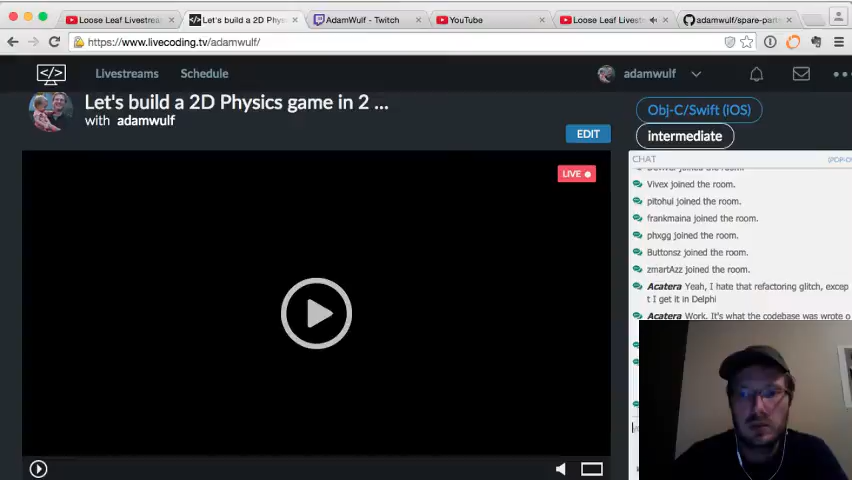 Loose Leaf Livestream
Let's build a 2D Physi
AdamWulf - Twitch
YouTube
Loose Leaf Livest
adamwulf/spare-part
https://www.livecoding.tv/adamwulf/
</>
Livestreams
Schedule
adamwulf
Let's build a 2D Physics game in 2 ...
with adamwulf
EDIT
Obj-C/Swift (iOS)
intermediate
LIVE
CHAT
Vivex joined the room.
pitohui joined the room.
frankmaina joined the room.
phxgg joined the room.
Buttonsz joined the room.
zmartAzz joined the room.
Acatera Yeah, I hate that refactoring glitch, excep
t I get it in Delphi
Acatera Work. It's what the codebase was wrote o